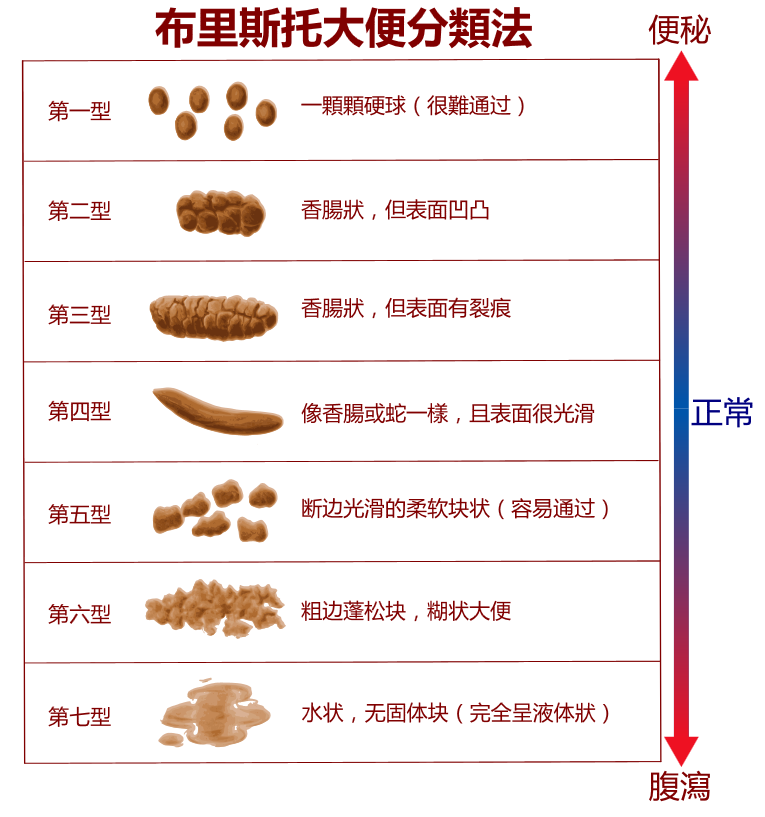 布里斯托大便分類法
便秘
第一型
一顆顆硬球（很難通过）
第二型
香腸狀，但表面凹凸
第三型
香腸狀，但表面有裂痕
第四型
像香腸或蛇一樣，且表面很光滑
正常
第五型
断边光滑的柔软块状（容易通过）
第六型
粗边蓬松块，糊状大便
第七型
水状，无固体块（完全呈液体狀）
腹瀉